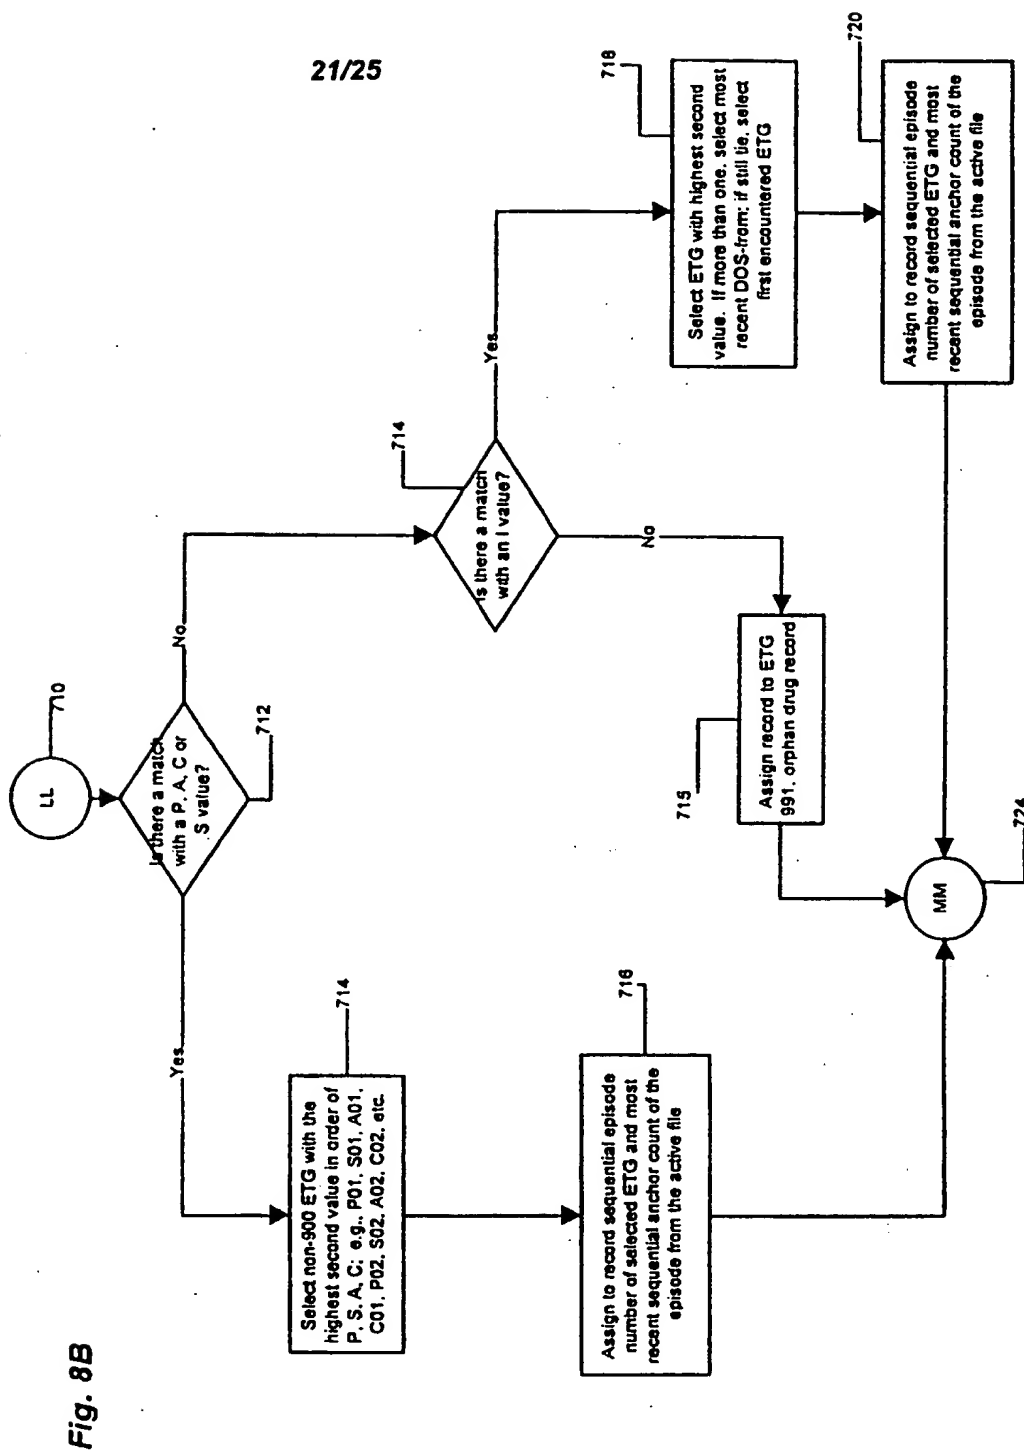 21/25
Fig. 8B
LL
710
Is there a match
with a P, A, C or
S value?
712
Yes
No
Select non-900 ETG with the
highest second value in order of
P, S, A, C; e.g., P01, S01, A01,
C01, P02, S02, A02, C02, etc.
714
Assign to record sequential episode
number of selected ETG and most
recent sequential anchor count of the
episode from the active file
716
Is there a match
with an I value?
714
No
Yes
Assign record to ETG
991, orphan drug record
715
Select ETG with highest second
value. If more than one, select most
recent DOS-from; if still tie, select
first encountered ETG
718
Assign to record sequential episode
number of selected ETG and most
recent sequential anchor count of the
episode from the active file
720
MM
724